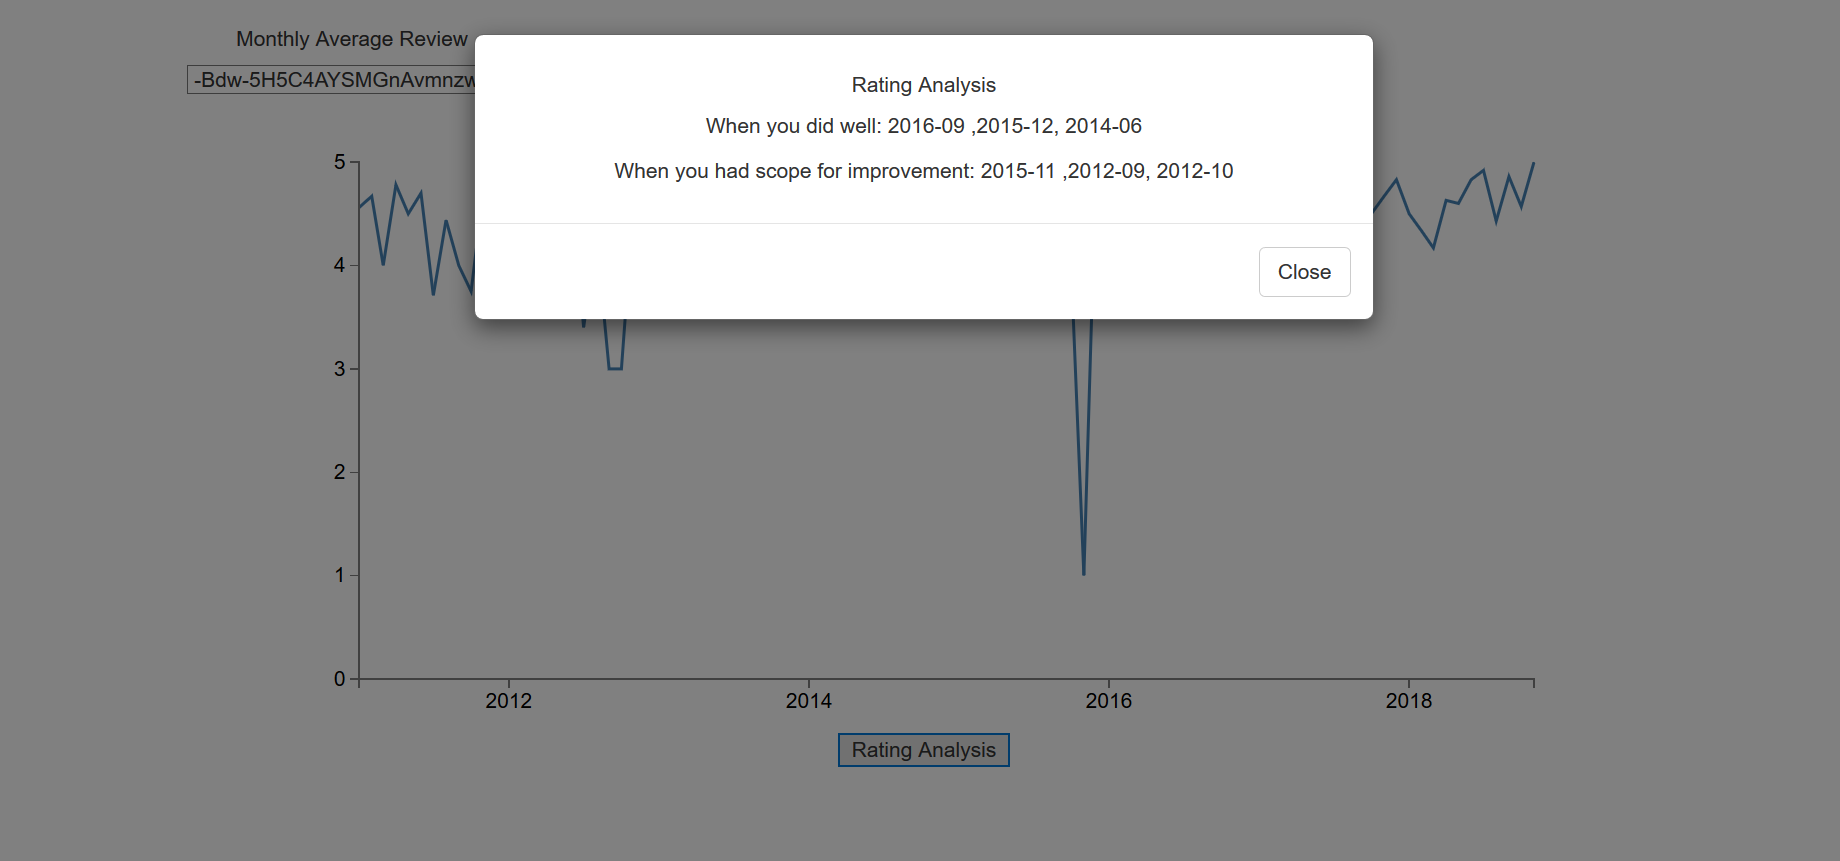 Monthly Average Review
-Bdw-5H5C4AYSMGnAvmnzw
Rating Analysis
When you did well: 2016-09 ,2015-12, 2014-06
When you had scope for improvement: 2015-11 ,2012-09, 2012-10
Close
5
4
3
2
1
0
2012 2014 2016 2018
Rating Analysis